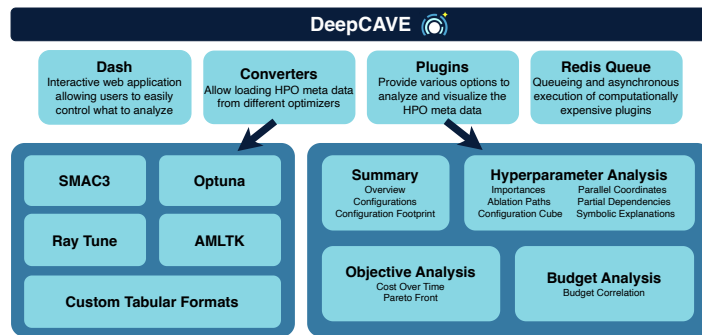 DeepCAVE
Dash
Interactive web application
allowing users to easily
control what to analyze
Converters
Allow loading HPO meta data
from different optimizers
Plugins
Provide various options to
analyze and visualize the
HPO meta data
Redis Queue
Queueing and asynchronous
execution of computationally
expensive plugins
SMAC3
Optuna
Ray Tune
AMLTK
Custom Tabular Formats
Summary
Overview
Configurations
Configuration Footprint
Hyperparameter Analysis
Importances
Ablation Paths
Configuration Cube
Parallel Coordinates
Partial Dependencies
Symbolic Explanations
Objective Analysis
Cost Over Time
Pareto Front
Budget Analysis
Budget Correlation